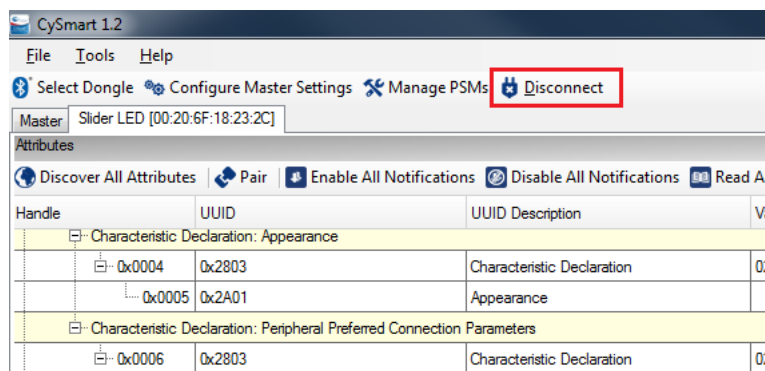 CySmart 1.2
File Tools Help
Select Dongle Configure Master Settings Manage PSMs Disconnect
Master Slider LED [00:20:6F:18:23:2C]
Attributes
Discover All Attributes Pair Enable All Notifications Disable All Notifications Read A
Handle UUID UUID Description V
Characteristic Declaration: Appearance
0x0004 0x2803 Characteristic Declaration 0
0x0005 0x2A01 Appearance
Characteristic Declaration: Peripheral Preferred Connection Parameters
0x0006 0x2803 Characteristic Declaration 0